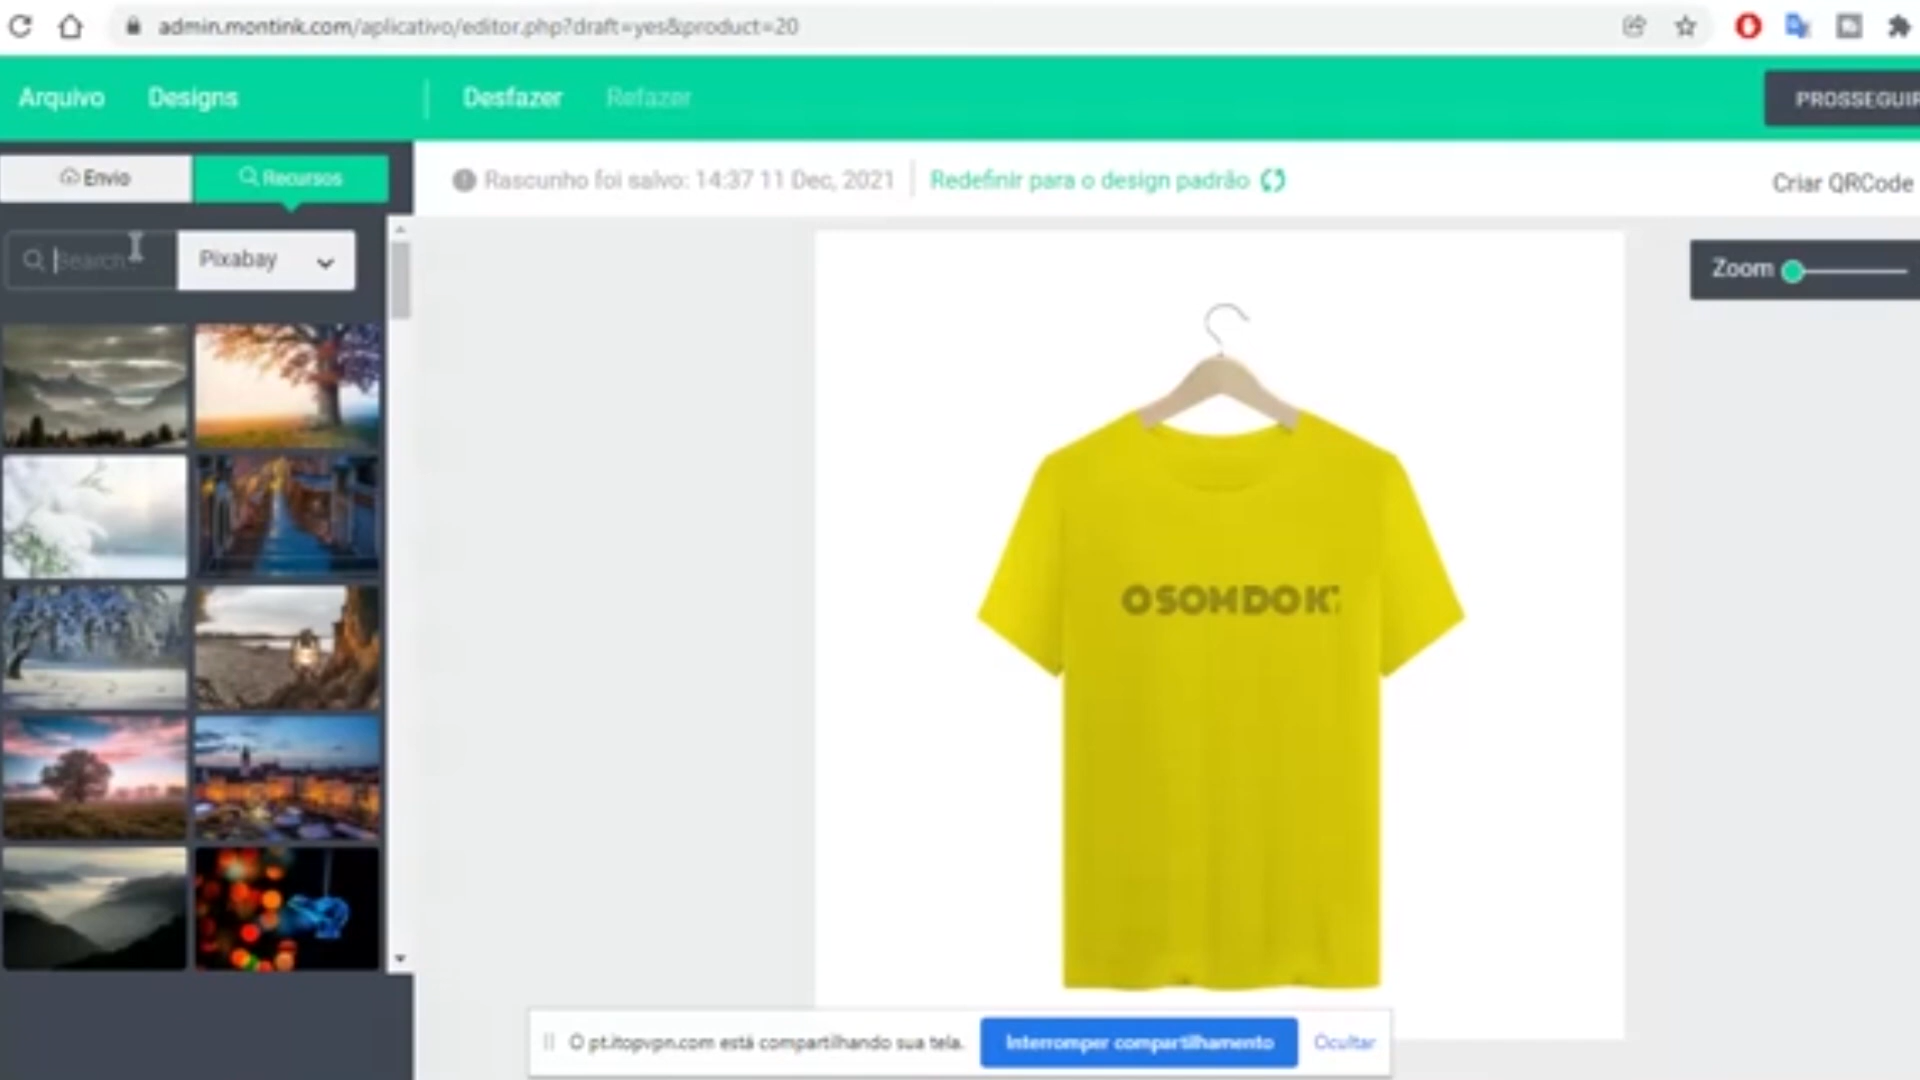 admin.montink.com/aplicativo/editor.php?draft=yes&product=20
Arquivo Designs Desfazer Refazer PROSSEGUIR
Envio Recursos Rascunho foi salvo: 14:37 11 Dec, 2021 Redefinir para o design padrão Criar QRCode
Search Pixabay Zoom
OSOMDOK
O pt.itopvpn.com está compartilhando sua tela. Interromper compartilhamento Ocultar